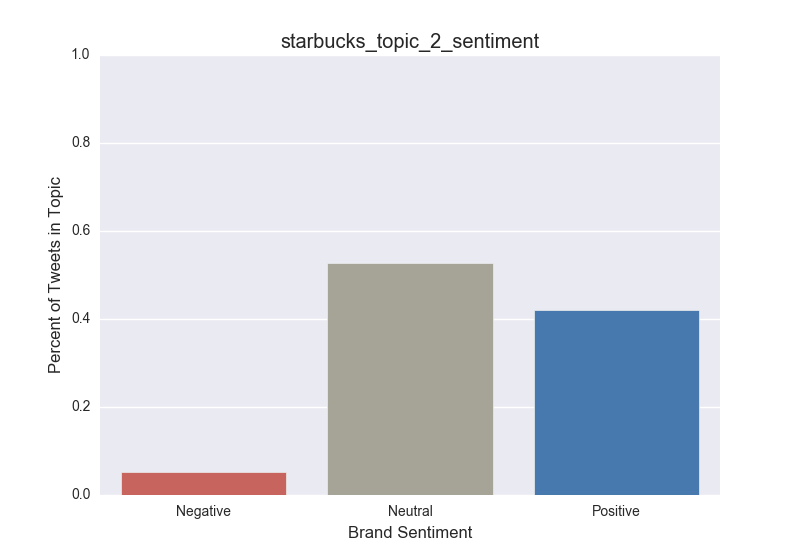 starbucks_topic_2_sentiment
1.0
0.8
0.6
0.4
0.2
0.0
Percent of Tweets in Topic
Negative
Neutral
Positive
Brand Sentiment